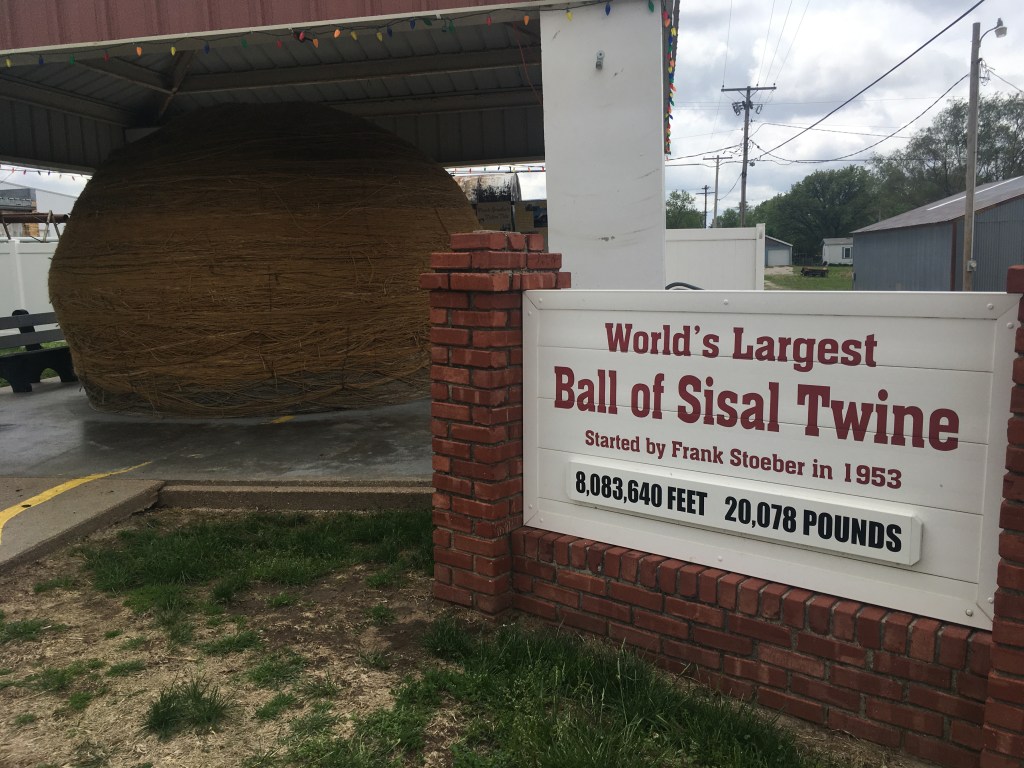 World's Largest
Ball of Sisal Twine
Started by Frank Stoeber in 1953
8,083,640 FEET 20,078 POUNDS